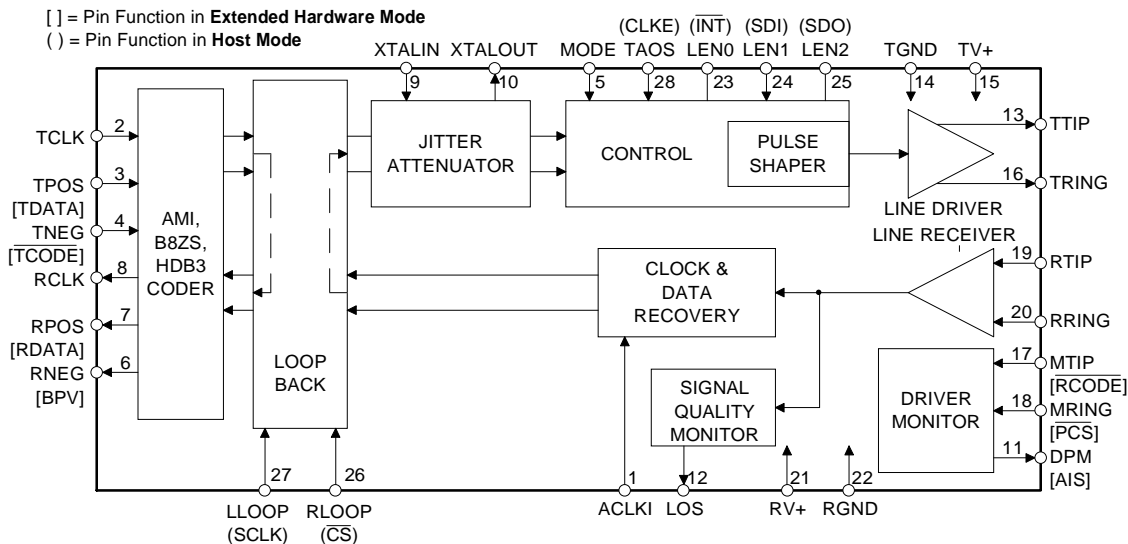 [ ] = Pin Function in Extended Hardware Mode
( ) = Pin Function in Host Mode
(CLKE) (INT) (SDI) (SDO)
XTALIN XTALOUT MODE TAOS LEN0 LEN1 LEN2 TGND TV+
9 10 5 28 23 24 25 14 15
TCLK 2
TPOS 3
[TDATA]
TNEG 4
[TCODE]
RCLK 8
RPOS 7
[RDATA]
RNEG 6
[BPV]
AMI,
B8ZS,
HDB3
CODER
LOOP
BACK
JITTER
ATTENUATOR
CONTROL
PULSE
SHAPER
LINE DRIVER
LINE RECEIVER
CLOCK &
DATA
RECOVERY
SIGNAL
QUALITY
MONITOR
DRIVER
MONITOR
13 TTIP
16 TRING
19 RTIP
20 RRING
17 MTIP
[RCODE]
18 MRING
[PCS]
11 DPM
[AIS]
27 26 1 12 21 22
LLOOP RLOOP ACLKI LOS RV+ RGND
(SCLK) (CS)